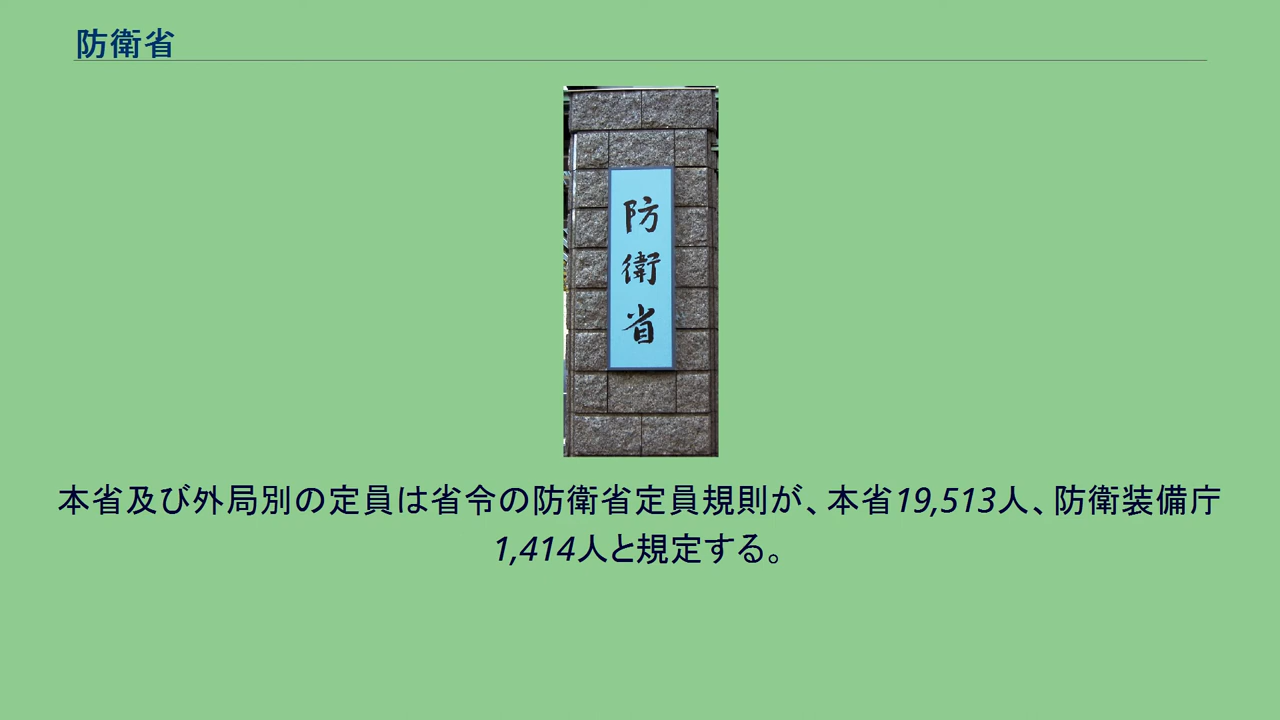 防衛省
防
衛
省
本省及び外局別の定員は省令の防衛省定員規則が、本省19,513人、防衛装備庁
1,414人と規定する。